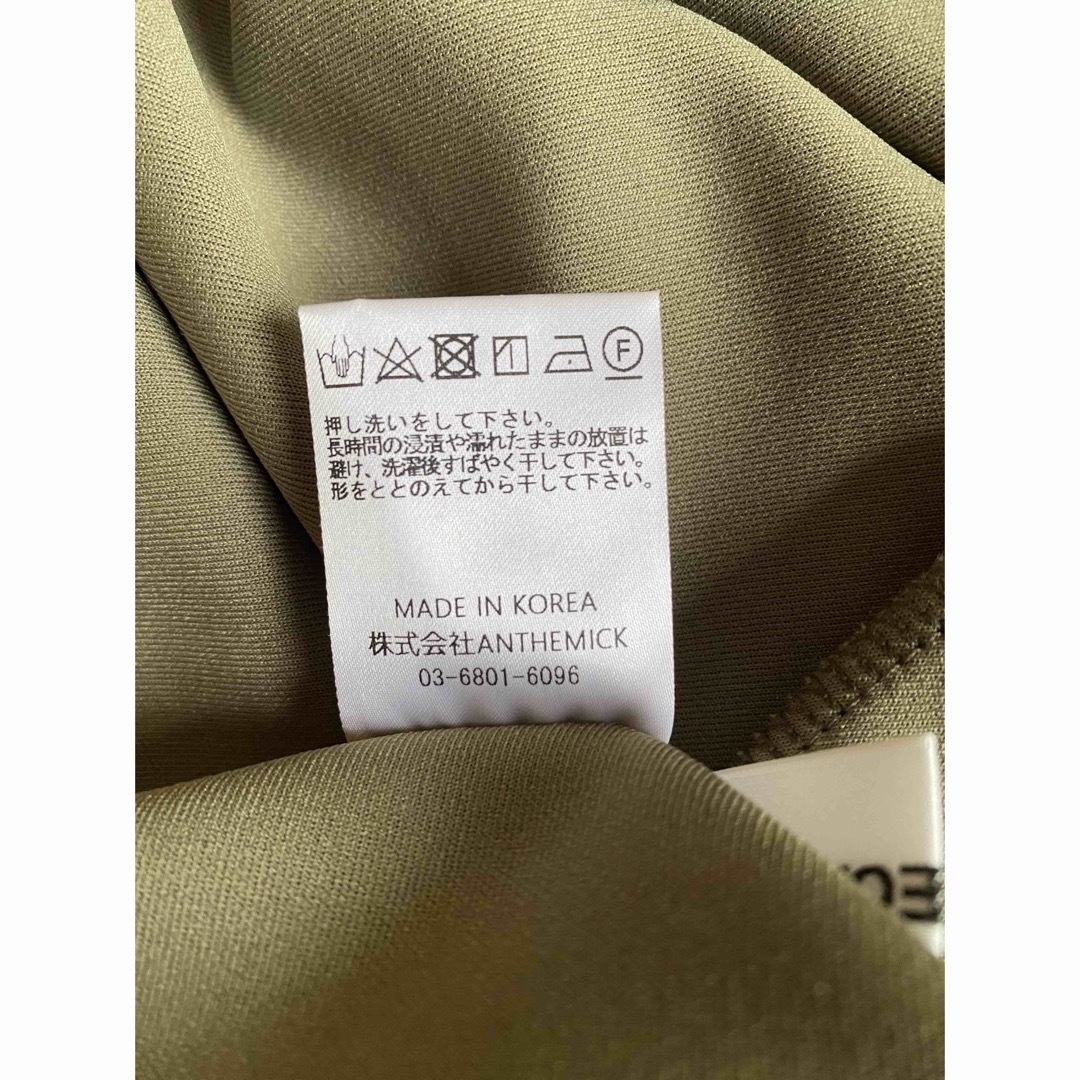 F
押し洗いをして下さい。
長時間の浸漬や濡れたままの放置は
避け、洗濯後すばやく干して下さい。
形をととのえてから干して下さい。
MADE IN KOREA
株式会社ANTHEMICK
03-6801-6096